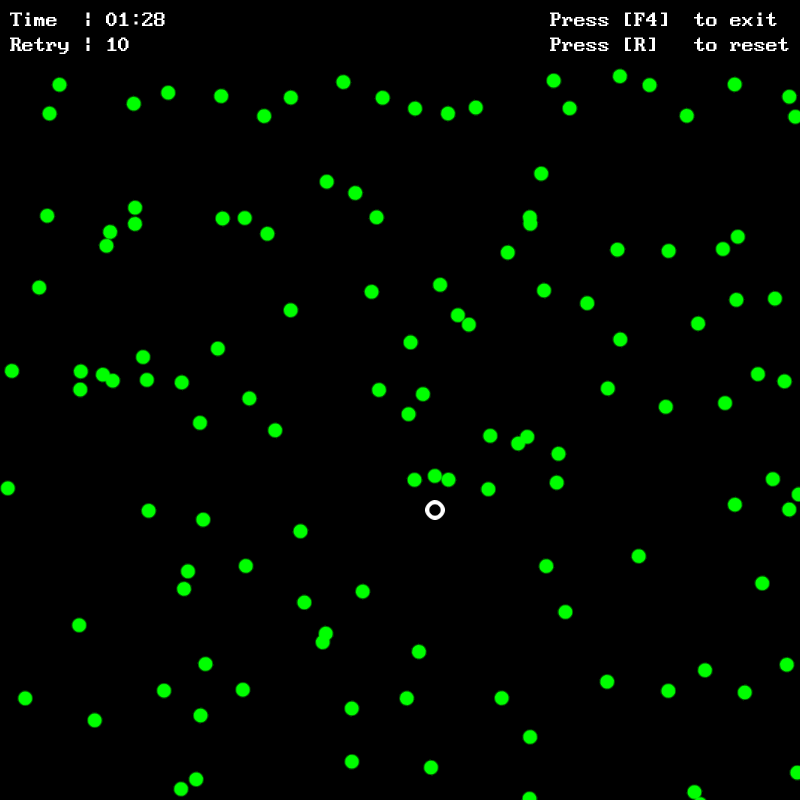 Time  | 01:28
Retry | 10
Press [F4]  to exit
Press [R]   to reset